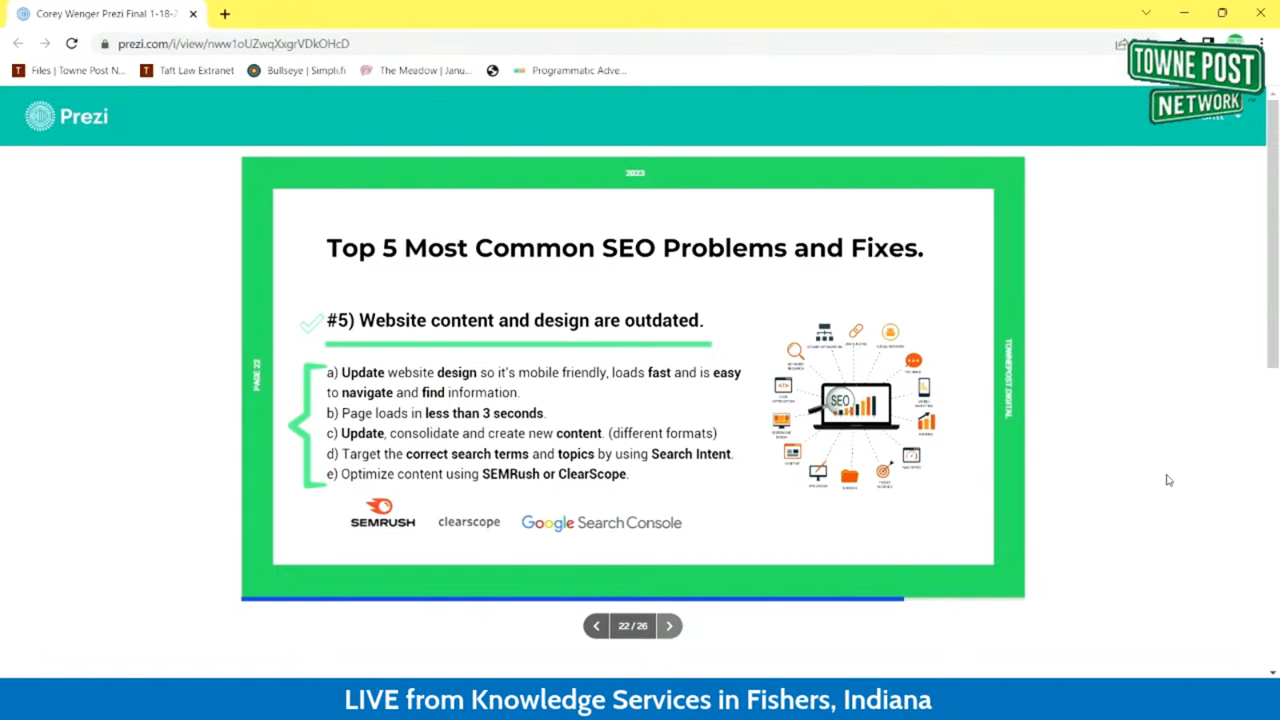 Corey Wenger Prezi Final 1-18-2
prezi.com/i/view/nww1oUZwqXxgrVDkOHcD
Files | Towne Post N...
Taft Law Extranet
Bullseye | Simpli.fi
The Meadow | Janu...
Programmatic Adve...
TOWNE POST
NETWORK
Prezi
2023
Top 5 Most Common SEO Problems and Fixes.
#5) Website content and design are outdated.
PAGE 22
TOWNEPOST DIGITAL
a) Update website design so it's mobile friendly, loads fast and is easy
to navigate and find information.
b) Page loads in less than 3 seconds.
c) Update, consolidate and create new content. (different formats)
d) Target the correct search terms and topics by using Search Intent.
e) Optimize content using SEMRush or ClearScope.
SEO
SEMRUSH
clearscope
Google Search Console
22 / 26
LIVE from Knowledge Services in Fishers, Indiana